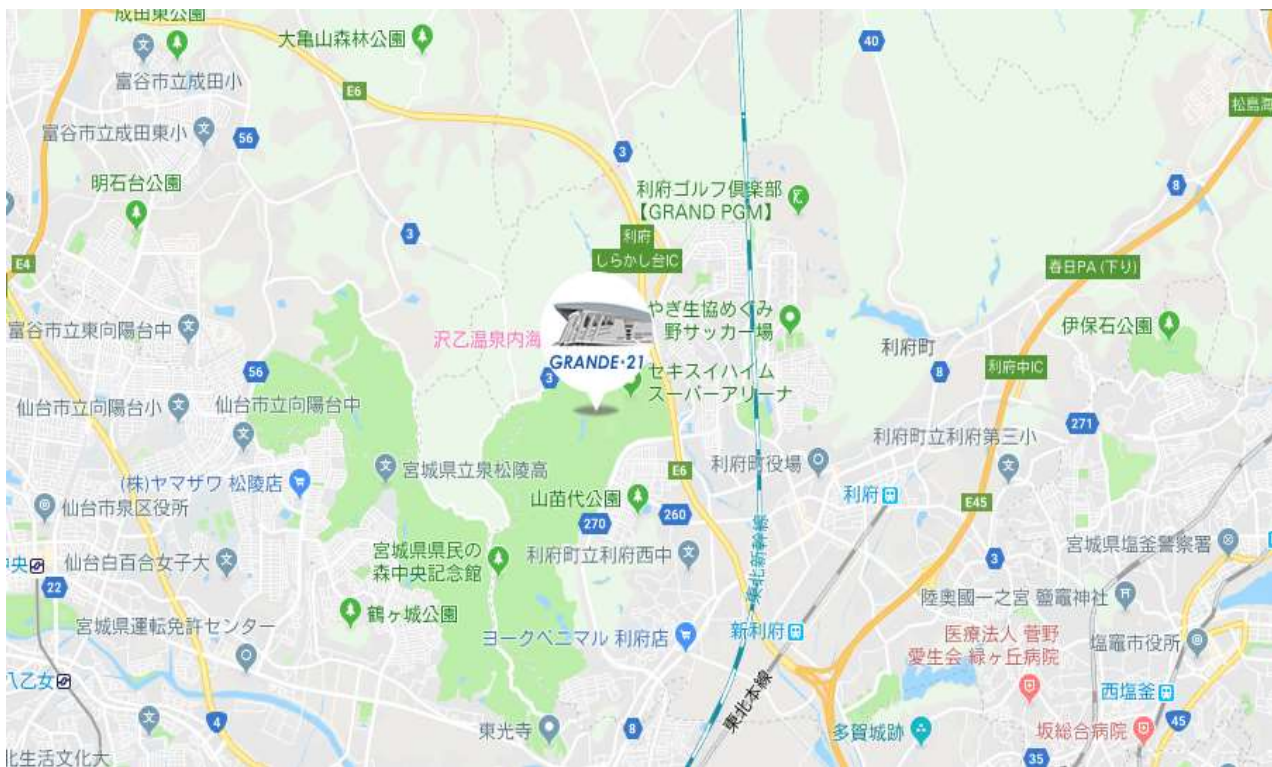 成田東公園
大亀山森林公園
40
富谷市立成田小
E6
松島海
富谷市立成田東小
56
3
明石台公園
8
利府ゴルフ倶楽部
【GRAND PGM】
3
利府
しらかし台IC
E4
春日PA (下り)
富谷市立東向陽台中
沢乙温泉内海
やぎ生協めぐみ
野サッカー場
伊保石公園
利府町
GRANDE・21
56
3
セキスイハイム
スーパーアリーナ
8
利府中IC
仙台市立向陽台小
仙台市立向陽台中
271
利府町立利府第三小
(株)ヤマザワ 松陵店
宮城県立泉松陵高
E6
利府町役場
利府
山苗代公園
E45
仙台市泉区役所
270
260
宮城県塩釜警察署
中央
仙台白百合女子大
宮城県県民の
森中央記念館
利府町立利府西中
東北新幹線
3
22
陸奥國一之宮 鹽竈神社
鶴ヶ城公園
宮城県運転免許センター
ヨークベニマル 利府店
新利府
医療法人 菅野
愛生会 緑ヶ丘病院
塩竈市役所
八乙女
東北本線
西塩釜
4
東光寺
8
多賀城跡
坂総合病院
45
北生活文化大
35